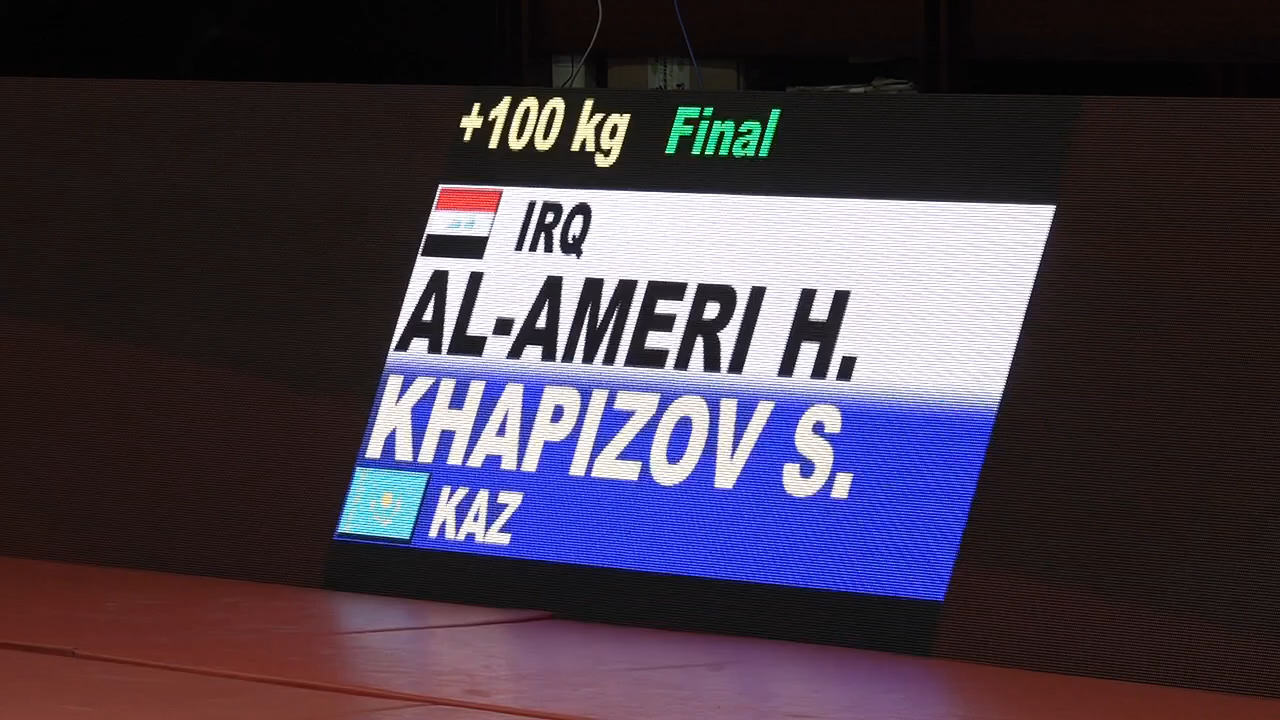 +100 kg Final
IRQ
AL-AMERI H.
KHAPIZOV S.
KAZ